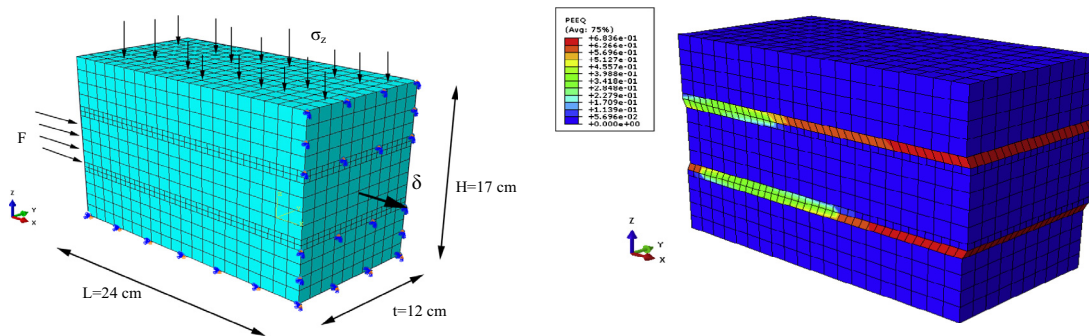 σz
F
δ
H=17 cm
L=24 cm
t=12 cm
Z
Y
X
PEEQ
(Avg: 75%)
+6.836e-01
+6.266e-01
+5.696e-01
+5.127e-01
+4.557e-01
+3.988e-01
+3.418e-01
+2.848e-01
+2.279e-01
+1.709e-01
+1.139e-01
+5.696e-02
+0.000e+00
Z
Y
X